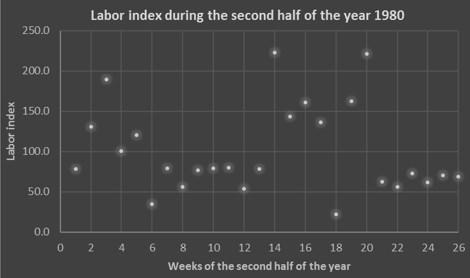 Labor index during the second half of the year 1980
250.0
200.0
150.0
100.0
50.0
0.0
Labor index
0 2 4 6 8 10 12 14 16 18 20 22 24 26
Weeks of the second half of the year